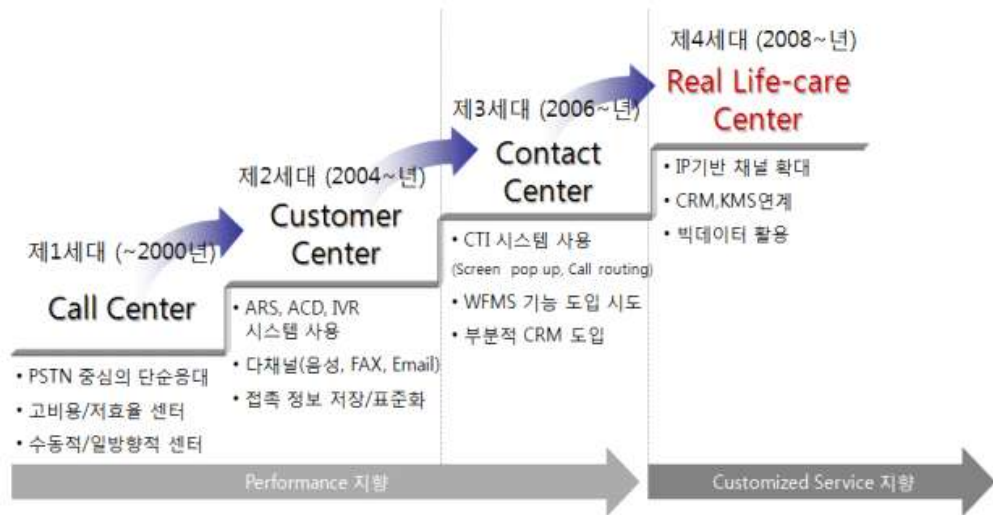 제1세대 (~2000년)
Call Center
• PSTN 중심의 단순응대
• 고비용/저효율 센터
• 수동적/일방향적 센터
제2세대 (2004~년)
Customer
Center
• ARS, ACD, IVR
시스템 사용
• 다채널(음성, FAX, Email)
• 접족 정보 저장/표준화
제3세대 (2006~년)
Contact
Center
• CTI 시스템 사용
(Screen pop up, Call routing)
• WFMS 기능 도입 시도
• 부분적 CRM 도입
제4세대 (2008~년)
Real Life-care
Center
• IP기반 채널 확대
• CRM,KMS연계
• 빅데이터 활용
Performance 지향
Customized Service 지향